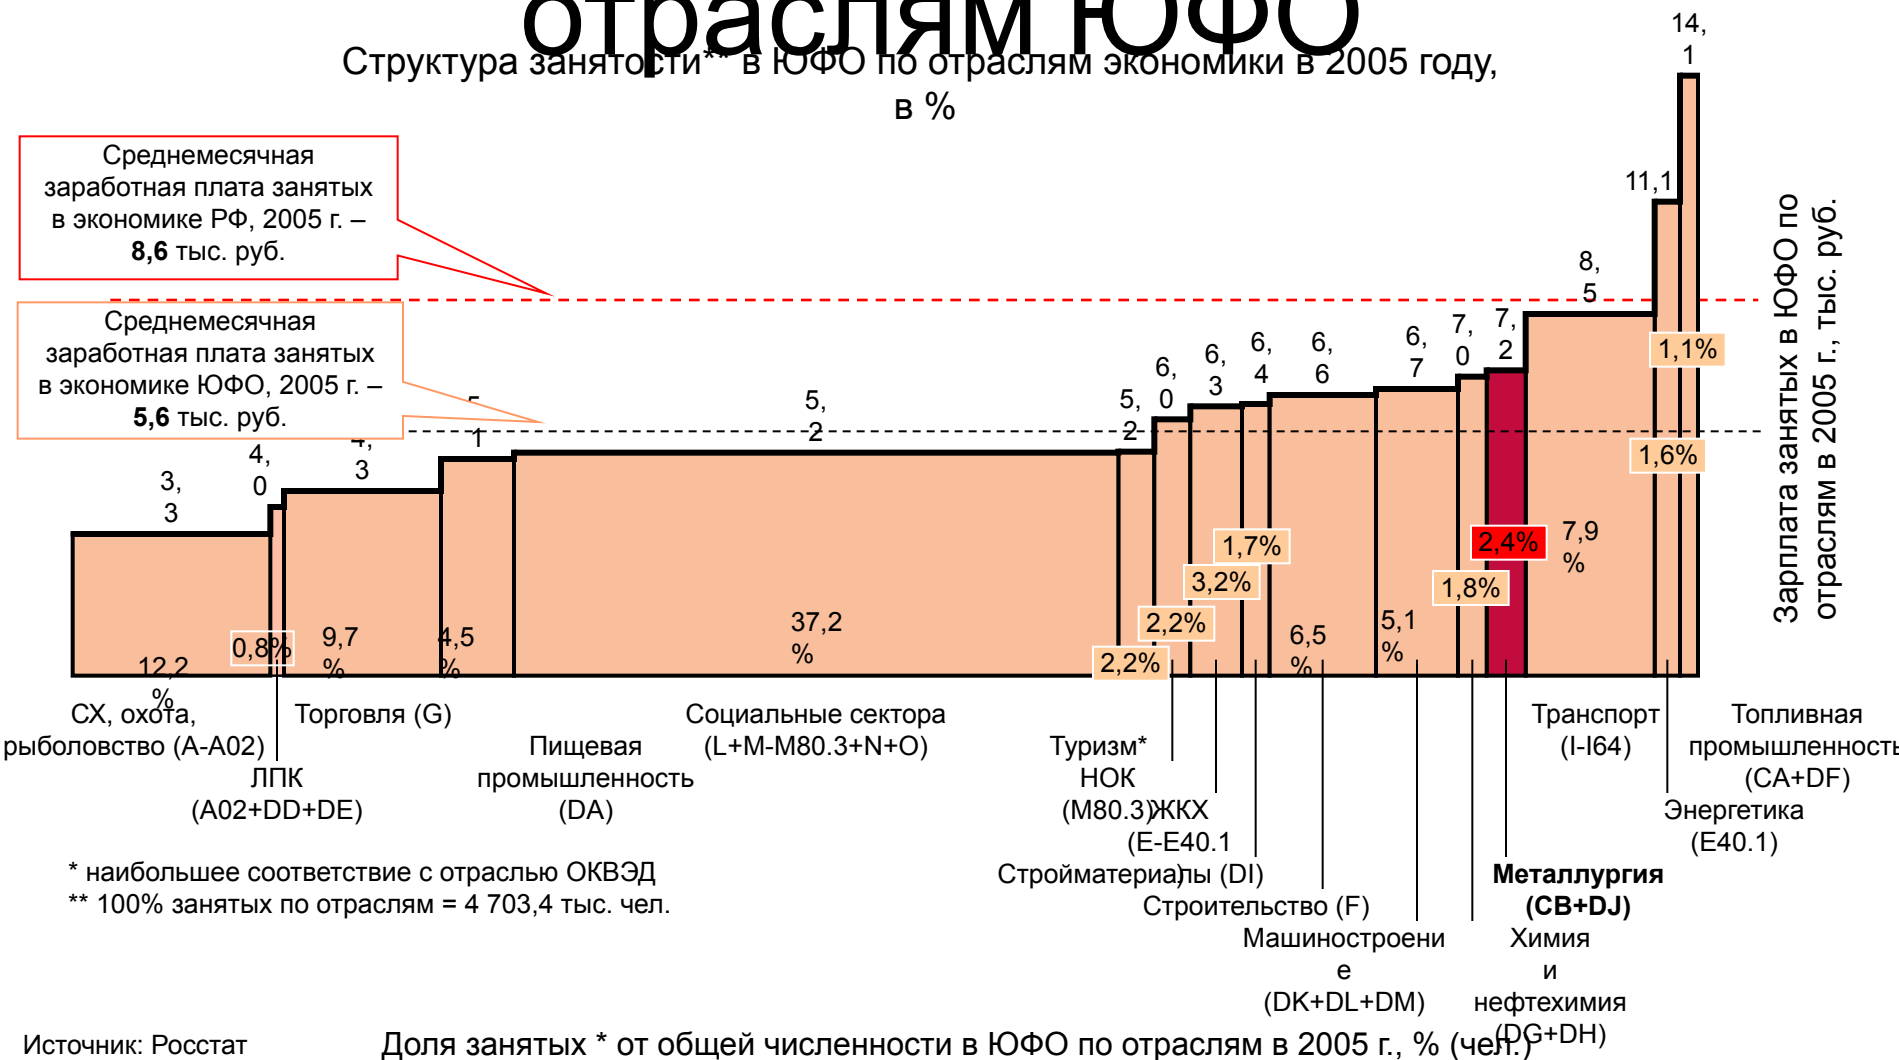 отраслям ЮФО
Структура занятости** в ЮФО по отраслям экономики в 2005 году,
в %
Среднемесячная
заработная плата занятых
в экономике РФ, 2005 г. –
8,6 тыс. руб.
Среднемесячная
заработная плата занятых
в экономике ЮФО, 2005 г. –
5,6 тыс. руб.
3,
3
4,
0
4,
3
1
5,
2
5,
2
6,
0
6,
3
6,
4
6,
6
6,
7
7,
0
7,
2
8,
5
11,1
14,
1
12,2
%
0,8%
9,7
%
4,5
%
37,2
%
2,2%
2,2%
3,2%
1,7%
6,5
%
5,1
%
1,8%
2,4%
7,9
%
1,6%
1,1%
Зарплата занятых в ЮФО по
отраслям в 2005 г., тыс. руб.
СХ, охота,
рыболовство (A-A02)
ЛПК
(A02+DD+DE)
Торговля (G)
Пищевая
промышленность
(DA)
Социальные сектора
(L+M-M80.3+N+O)
Туризм*
НОК
(M80.3)
ЖКХ
(E-E40.1
)
Стройматериалы (DI)
Строительство (F)
Машиностроени
е
(DK+DL+DM)
Химия
и
нефтехимия
(DG+DH)
Металлургия
(CB+DJ)
Транспорт
(I-I64)
Энергетика
(E40.1)
Топливная
промышленность
(CA+DF)
* наибольшее соответствие с отраслью ОКВЭД
** 100% занятых по отраслям = 4 703,4 тыс. чел.
Источник: Росстат
Доля занятых * от общей численности в ЮФО по отраслям в 2005 г., % (чел.)